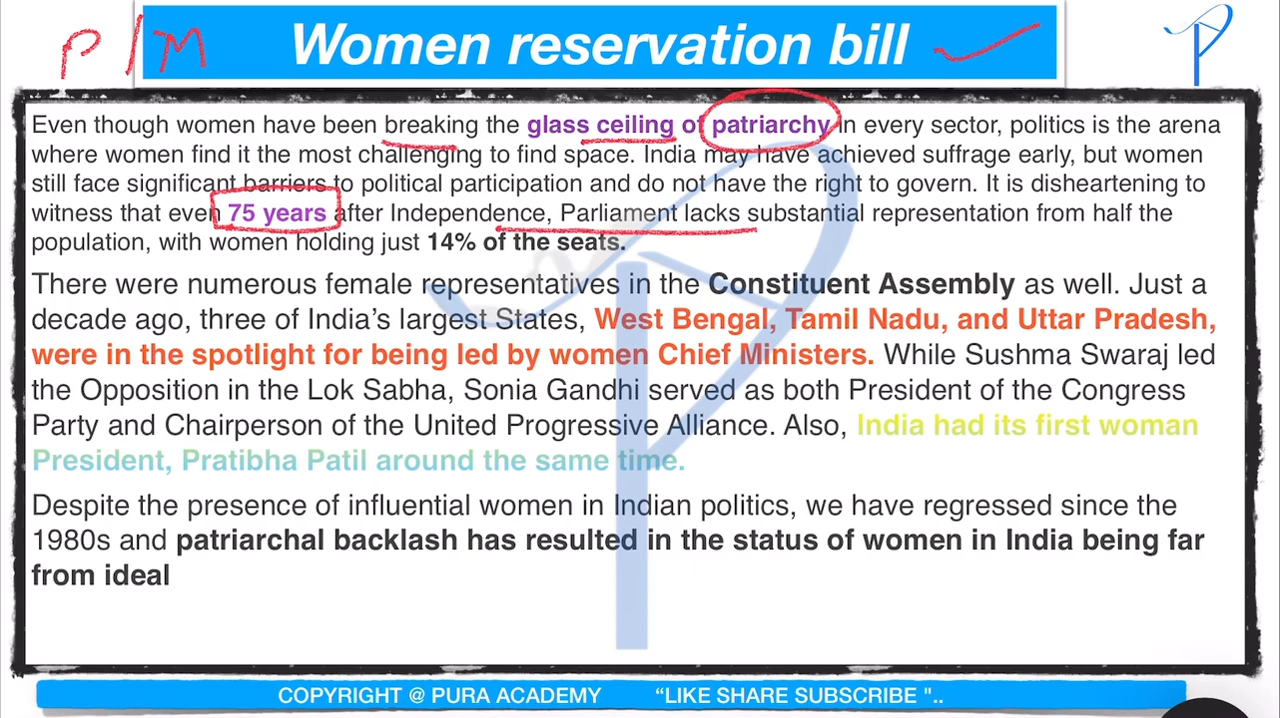 P/M
Women reservation bill
Even though women have been breaking the glass ceiling of patriarchy in every sector, politics is the arena
where women find it the most challenging to find space. India may have achieved suffrage early, but women
still face significant barriers to political participation and do not have the right to govern. It is disheartening to
witness that even 75 years after Independence, Parliament lacks substantial representation from half the
population, with women holding just 14% of the seats.
There were numerous female representatives in the Constituent Assembly as well. Just a
decade ago, three of India’s largest States, West Bengal, Tamil Nadu, and Uttar Pradesh,
were in the spotlight for being led by women Chief Ministers. While Sushma Swaraj led
the Opposition in the Lok Sabha, Sonia Gandhi served as both President of the Congress
Party and Chairperson of the United Progressive Alliance. Also, India had its first woman
President, Pratibha Patil around the same time.
Despite the presence of influential women in Indian politics, we have regressed since the
1980s and patriarchal backlash has resulted in the status of women in India being far
from ideal
COPYRIGHT @ PURA ACADEMY “LIKE SHARE SUBSCRIBE "..